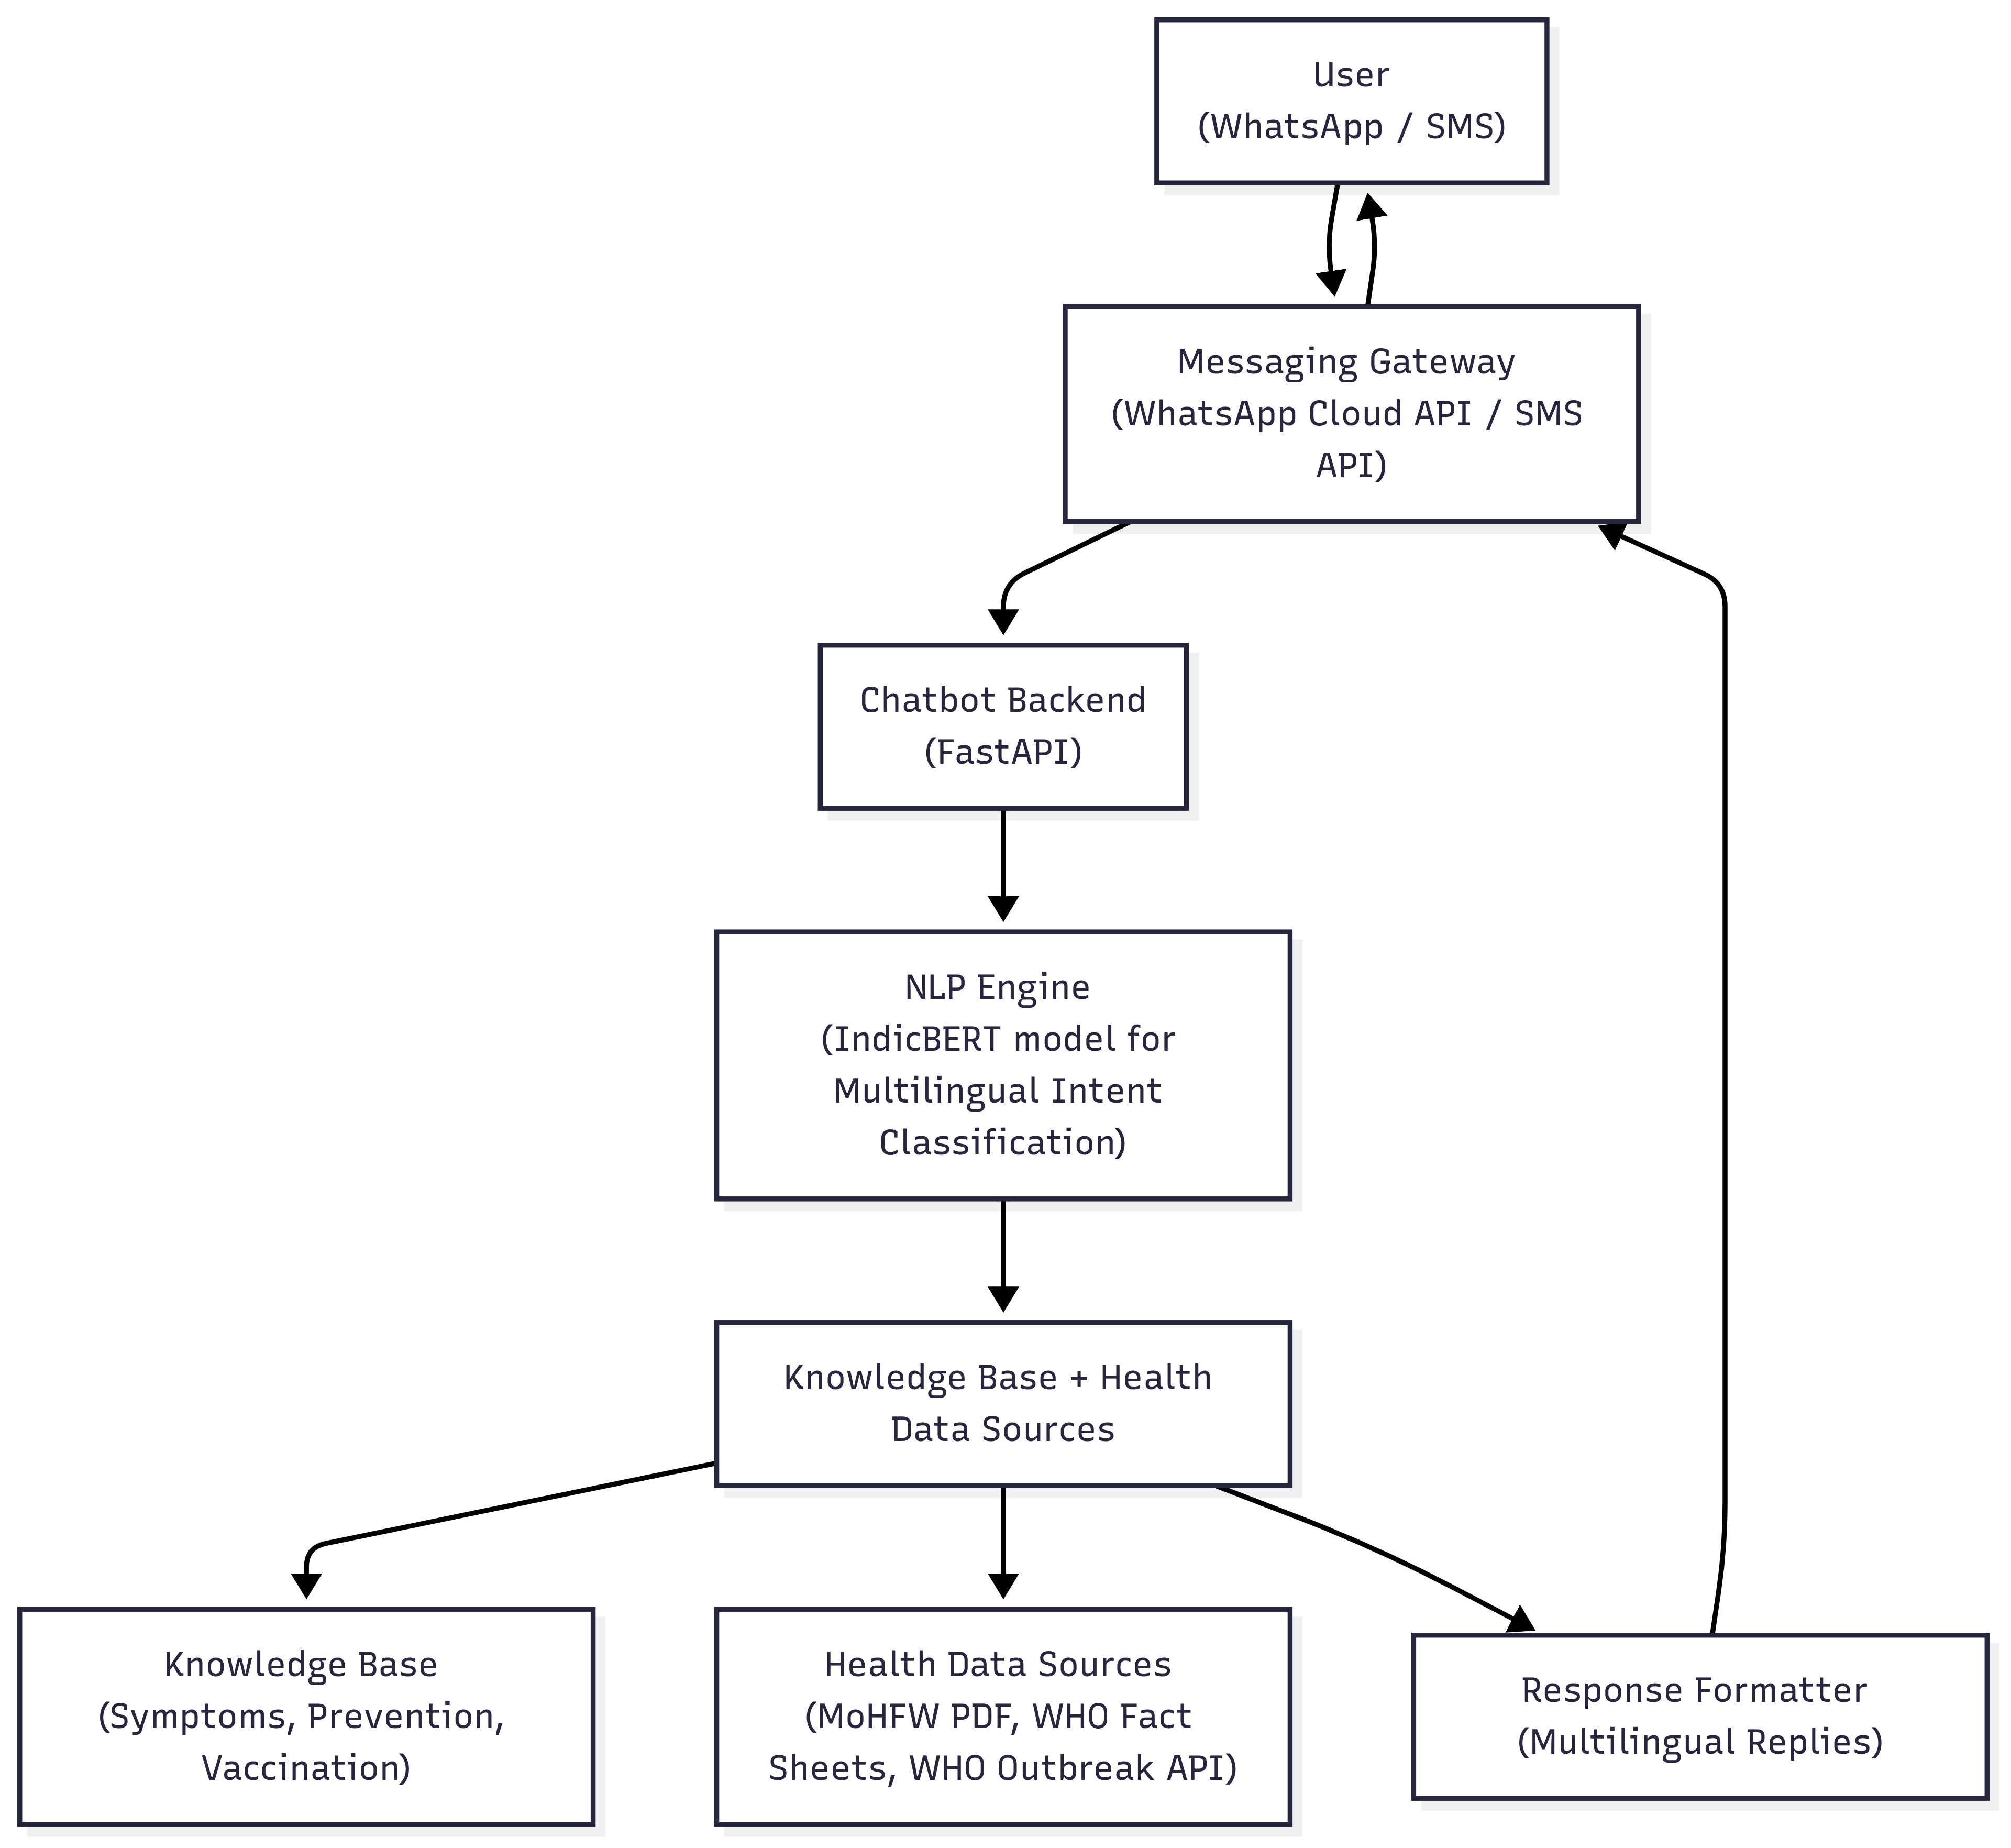 User
(WhatsApp / SMS)
Messaging Gateway
(WhatsApp Cloud API / SMS
API)
Chatbot Backend
(FastAPI)
NLP Engine
(IndicBERT model for
Multilingual Intent
Classification)
Knowledge Base + Health
Data Sources
Knowledge Base
(Symptoms, Prevention,
Vaccination)
Health Data Sources
(MoHFW PDF, WHO Fact
Sheets, WHO Outbreak API)
Response Formatter
(Multilingual Replies)